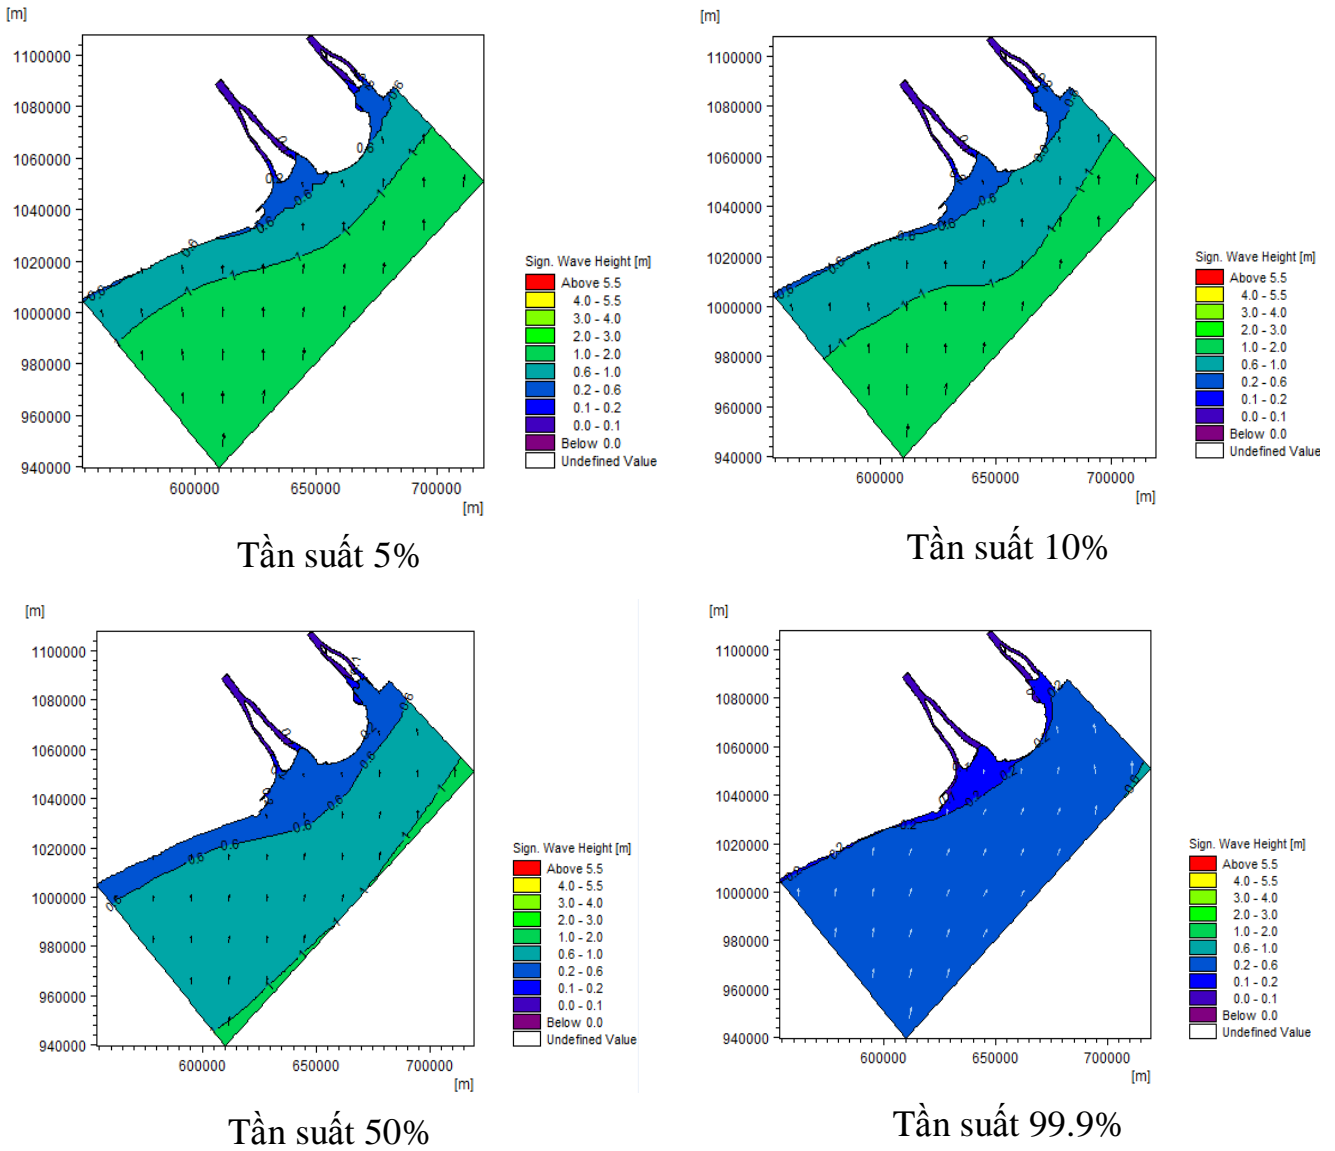 [m]
1100000
1080000
1060000
1040000
1020000
1000000
980000
960000
940000
600000
650000
700000
[m]
Sign. Wave Height [m]
Above 5.5
4.0 - 5.5
3.0 - 4.0
2.0 - 3.0
1.0 - 2.0
0.6 - 1.0
0.2 - 0.6
0.1 - 0.2
0.0 - 0.1
Below 0.0
Undefined Value
Tần suất 5%
[m]
1100000
1080000
1060000
1040000
1020000
1000000
980000
960000
940000
600000
650000
700000
[m]
Sign. Wave Height [m]
Above 5.5
4.0 - 5.5
3.0 - 4.0
2.0 - 3.0
1.0 - 2.0
0.6 - 1.0
0.2 - 0.6
0.1 - 0.2
0.0 - 0.1
Below 0.0
Undefined Value
Tần suất 10%
[m]
1100000
1080000
1060000
1040000
1020000
1000000
980000
960000
940000
600000
650000
700000
[m]
Sign. Wave Height [m]
Above 5.5
4.0 - 5.5
3.0 - 4.0
2.0 - 3.0
1.0 - 2.0
0.6 - 1.0
0.2 - 0.6
0.1 - 0.2
0.0 - 0.1
Below 0.0
Undefined Value
Tần suất 50%
[m]
1100000
1080000
1060000
1040000
1020000
1000000
980000
960000
940000
600000
650000
700000
[m]
Sign. Wave Height [m]
Above 5.5
4.0 - 5.5
3.0 - 4.0
2.0 - 3.0
1.0 - 2.0
0.6 - 1.0
0.2 - 0.6
0.1 - 0.2
0.0 - 0.1
Below 0.0
Undefined Value
Tần suất 99.9%